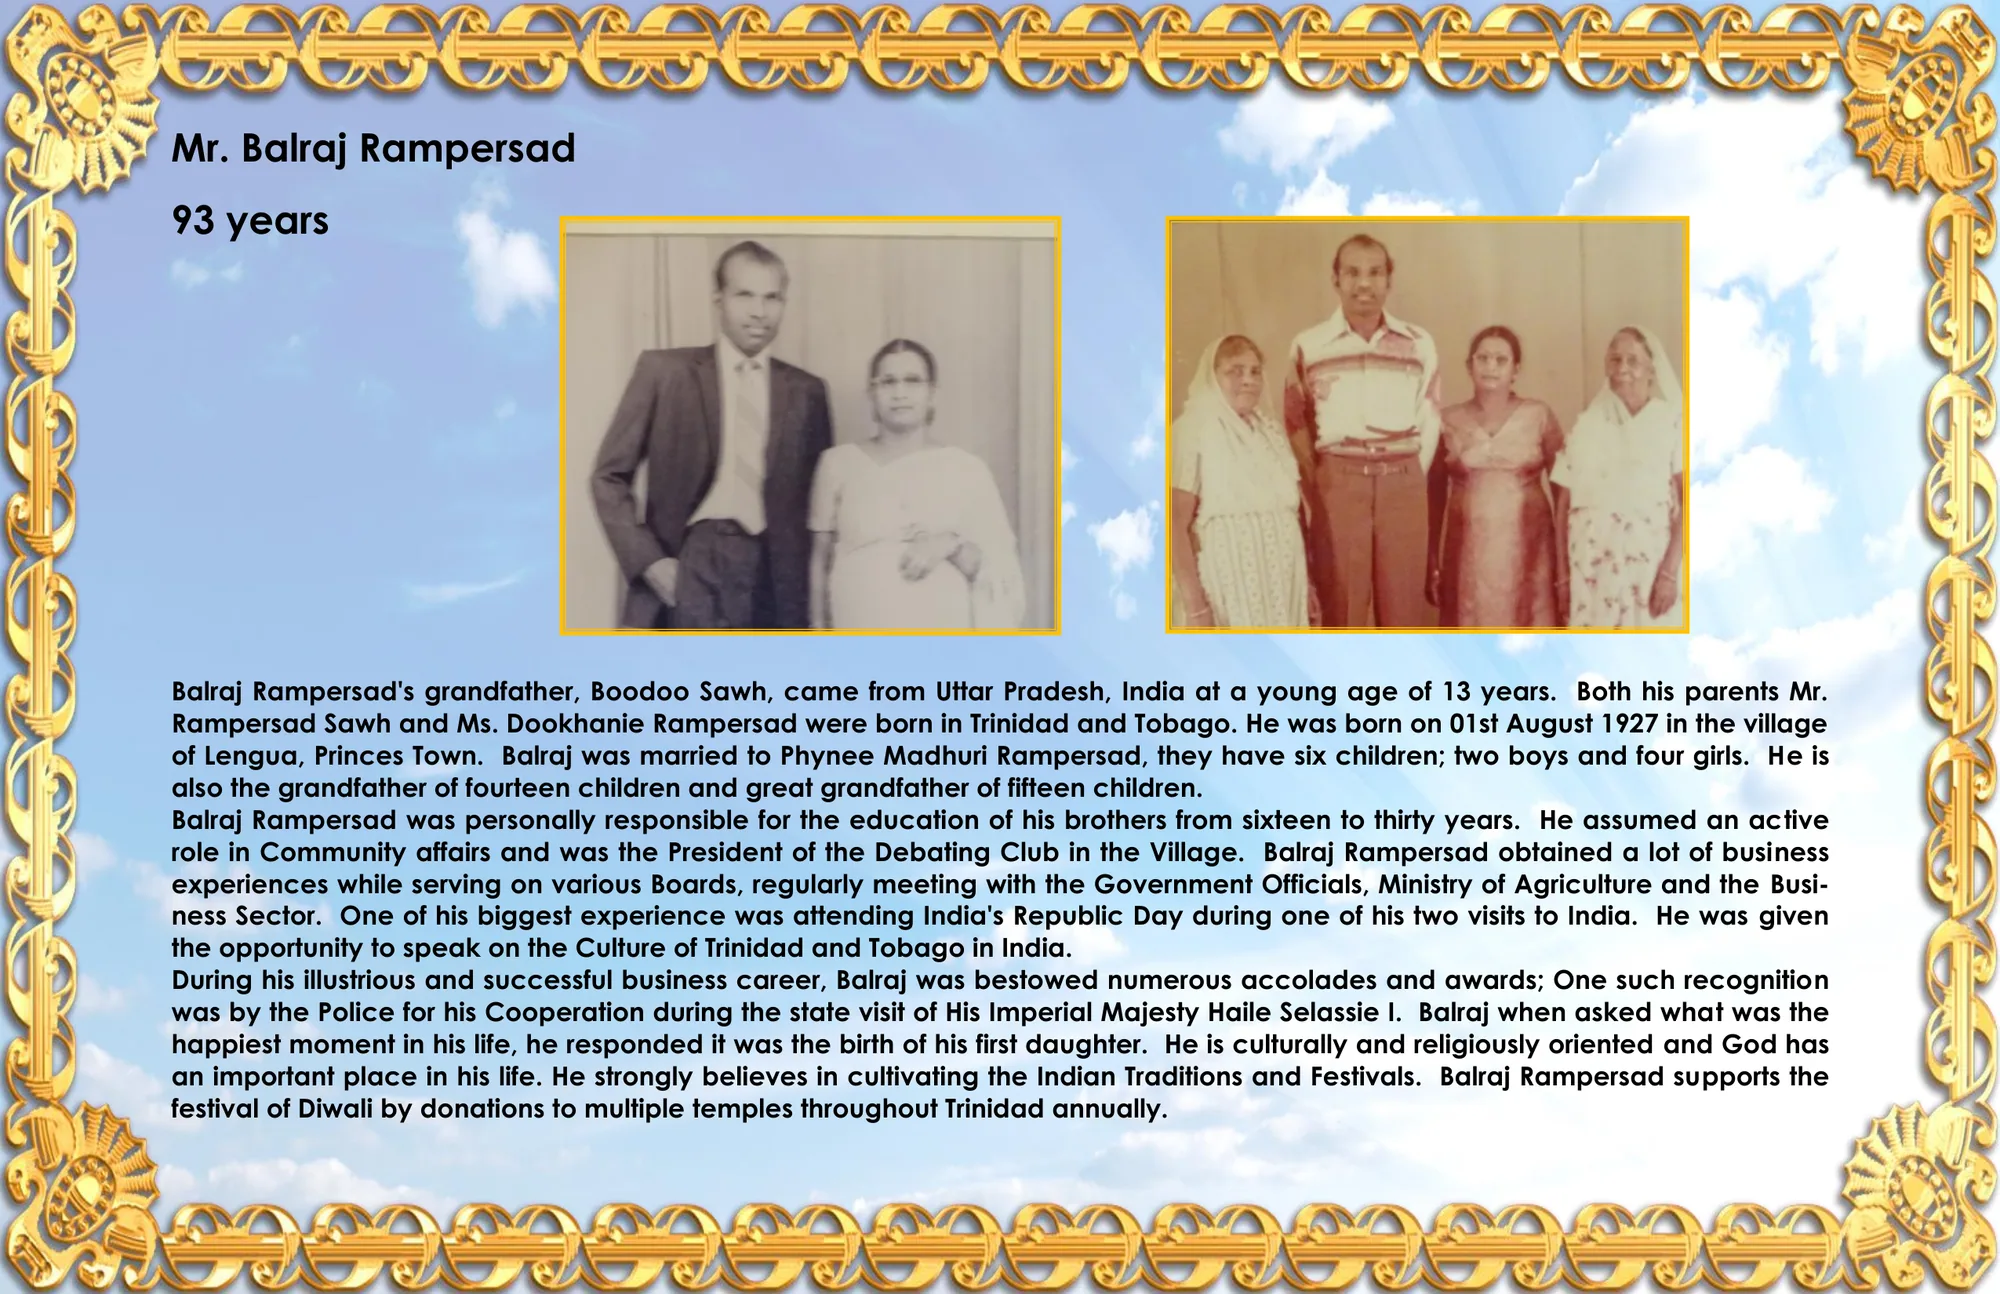 Mr. Balraj Rampersad
93 years
Balraj Rampersad's grandfather, Boodoo Sawh, came from Uttar Pradesh, India at a young age of 13 years.  Both his parents Mr.
Rampersad Sawh and Ms. Dookhanie Rampersad were born in Trinidad and Tobago. He was born on 01st August 1927 in the village
of Lengua, Princes Town.  Balraj was married to Phynee Madhuri Rampersad, they have six children; two boys and four girls.  He is
also the grandfather of fourteen children and great grandfather of fifteen children.
Balraj Rampersad was personally responsible for the education of his brothers from sixteen to thirty years.  He assumed an active
role in Community affairs and was the President of the Debating Club in the Village.  Balraj Rampersad obtained a lot of business
experiences while serving on various Boards, regularly meeting with the Government Officials, Ministry of Agriculture and the Busi-
ness Sector.  One of his biggest experience was attending India's Republic Day during one of his two visits to India.  He was given
the opportunity to speak on the Culture of Trinidad and Tobago in India.
During his illustrious and successful business career, Balraj was bestowed numerous accolades and awards; One such recognition
was by the Police for his Cooperation during the state visit of His Imperial Majesty Haile Selassie I.  Balraj when asked what was the
happiest moment in his life, he responded it was the birth of his first daughter.  He is culturally and religiously oriented and God has
an important place in his life. He strongly believes in cultivating the Indian Traditions and Festivals.  Balraj Rampersad supports the
festival of Diwali by donations to multiple temples throughout Trinidad annually.